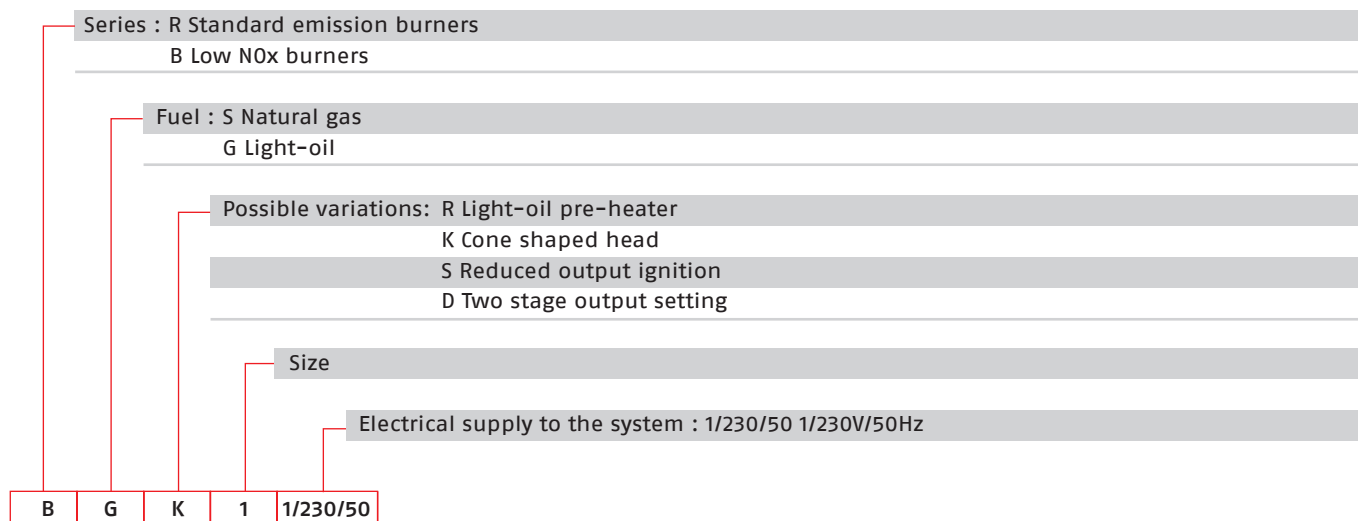 Series : R Standard emission burners
B Low N0x burners
Fuel : S Natural gas
G Light-oil
Possible variations: R Light-oil pre-heater
K Cone shaped head
S Reduced output ignition
D Two stage output setting
Size
Electrical supply to the system : 1/230/50 1/230V/50Hz
B G K 1 1/230/50